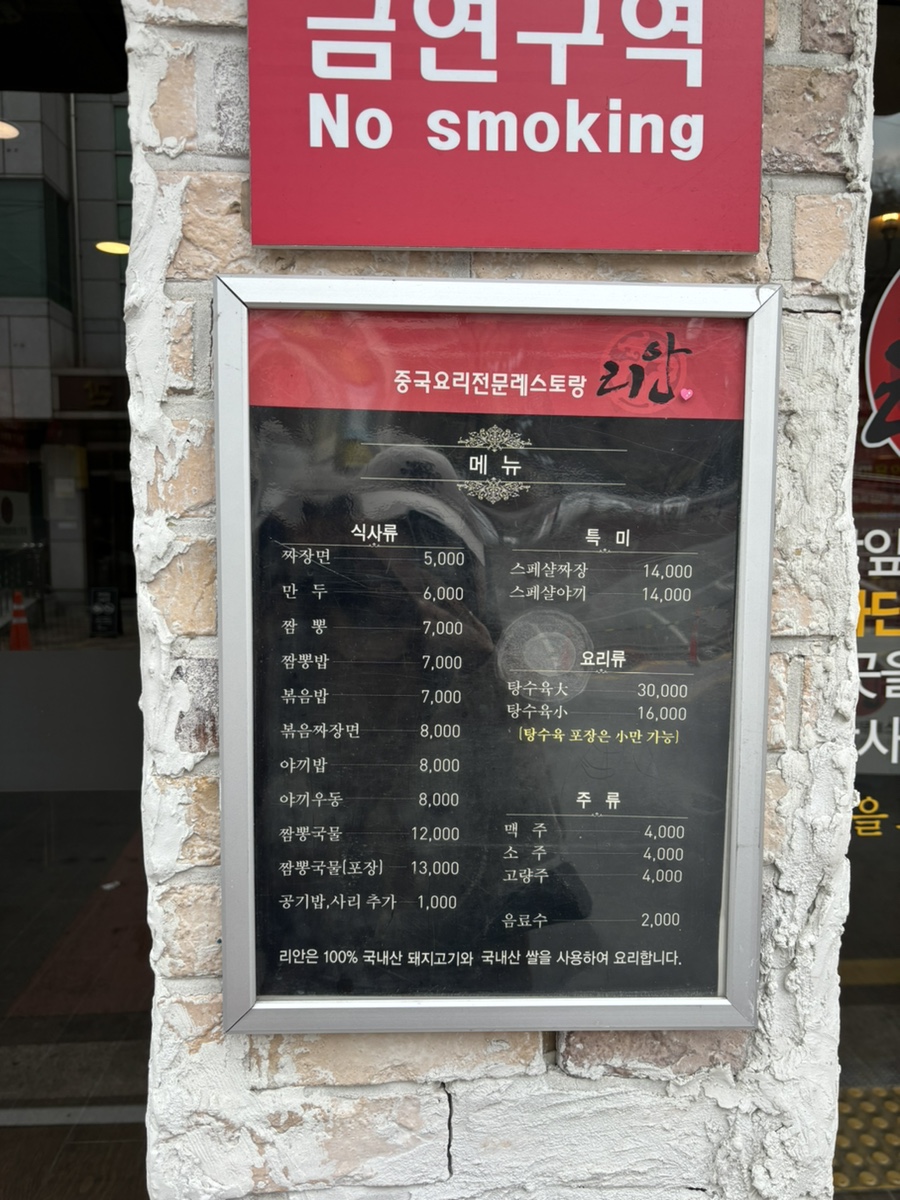 금연구역
No smoking
중국요리전문레스토랑 리안
메 뉴
식사류
짜장면 5,000
만 두 6,000
짬 뽕 7,000
짬뽕밥 7,000
볶음밥 7,000
볶음짜장면 8,000
야끼밥 8,000
야끼우동 8,000
짬뽕국물 12,000
짬뽕국물(포장) 13,000
공기밥,사리 추가 1,000
특 미
스페샬짜장 14,000
스페샬야끼 14,000
요리류
탕수육大 30,000
탕수육小 16,000
(탕수육 포장은 小만 가능)
주 류
맥 주 4,000
소 주 4,000
고량주 4,000
음료수 2,000
리안은 100% 국내산 돼지고기와 국내산 쌀을 사용하여 요리합니다.